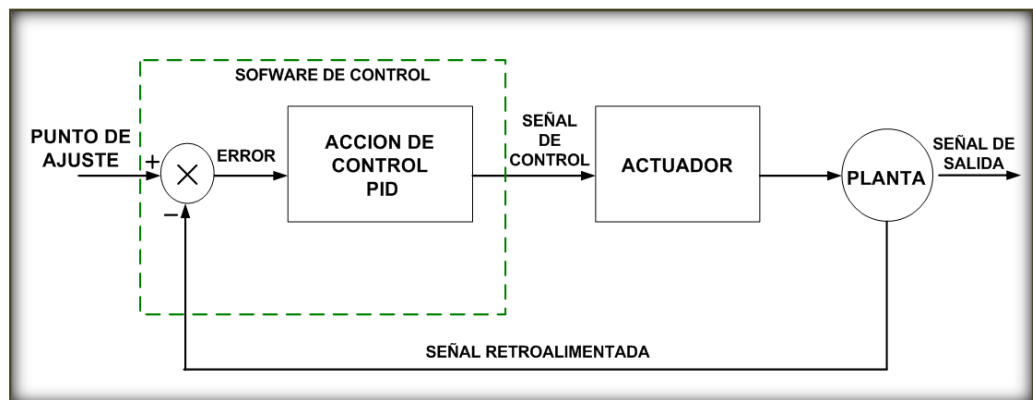 SOFWARE DE CONTROL
PUNTO DE
AJUSTE
+
−
ERROR
ACCION DE
CONTROL
PID
SEÑAL
DE
CONTROL
ACTUADOR
PLANTA
SEÑAL DE
SALIDA
SEÑAL RETROALIMENTADA